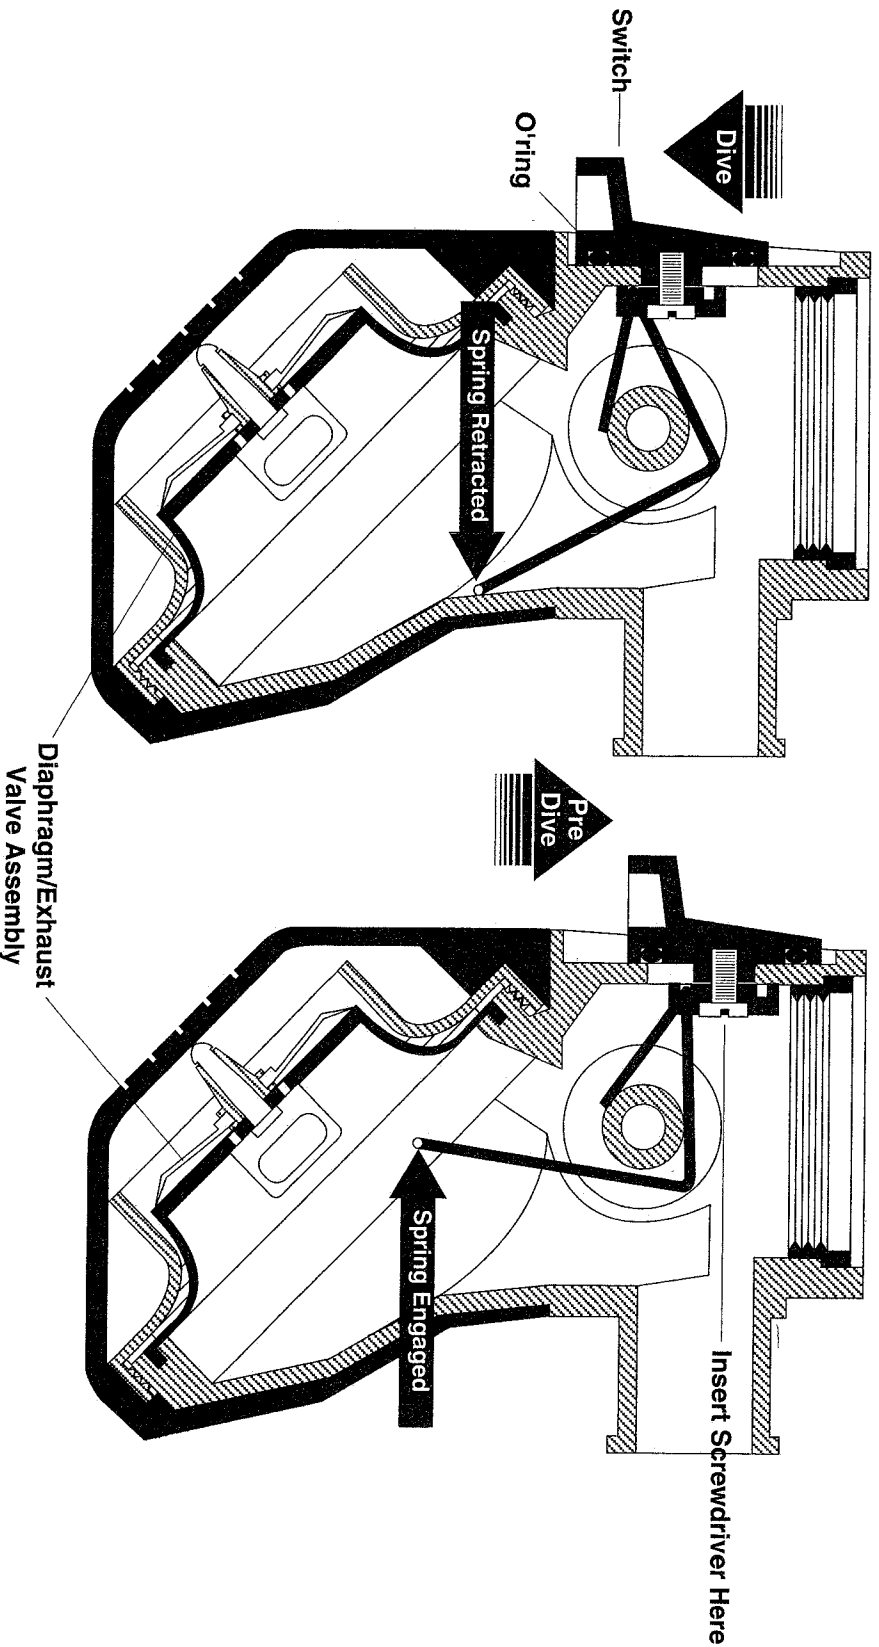 Switch
Dive
O'ring
Spring Retracted
Diaphragm/Exhaust
Valve Assembly
Pre
Dive
Spring Engaged
Insert Screwdriver Here